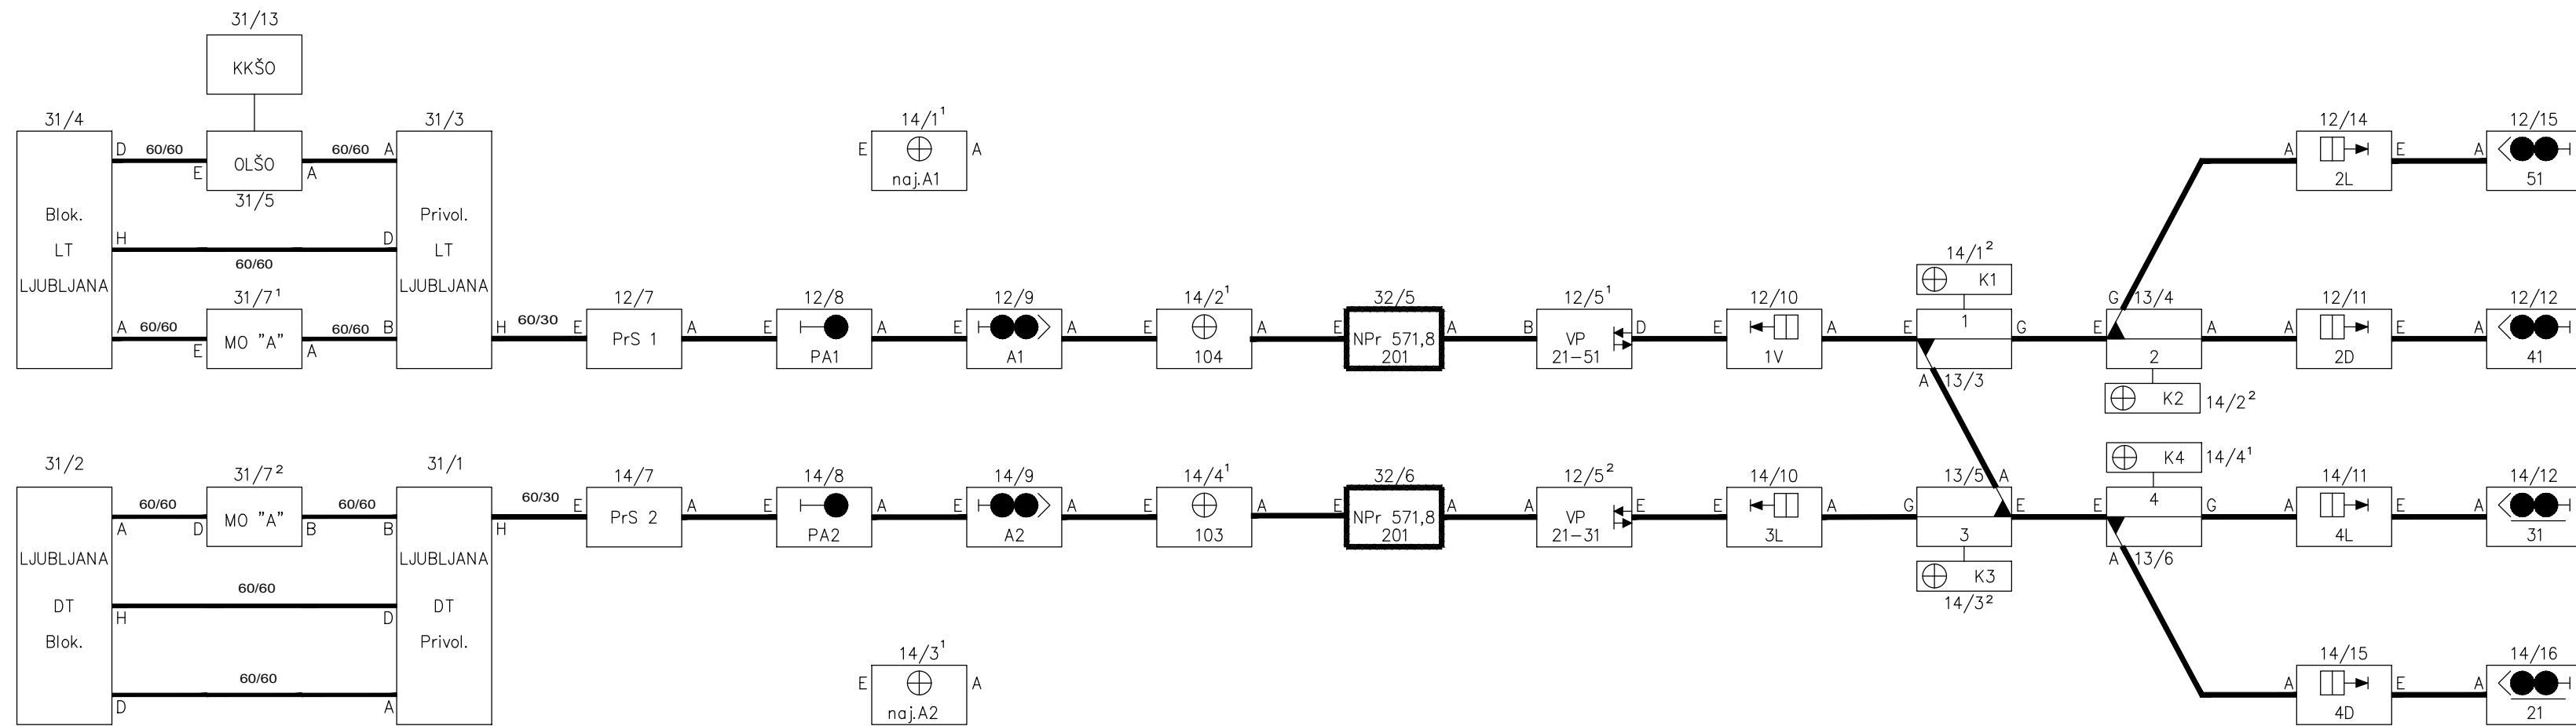 31/13
KKŠO
31/4
31/3
14/1¹
12/14
12/15
D 60/60 E OLŠO A 60/60 A
E naj.A1 A
A 2L E
A 51
31/5
Blok.
LT
LJUBLJANA
Privol.
LT
LJUBLJANA
H 60/60 D
31/7¹
A 60/60 E MO "A" A 60/60 B
14/1²
K1
12/7
12/8
12/9
14/2¹
32/5
12/5¹
12/10
G 13/4
12/11
12/12
H 60/30 E PrS 1 A
E PA1 A
E A1 A
E 104 A
E NPr 571,8 A
201
B VP D
21-51
E 1V A
E 1 G
A 13/3
E 2 A
A 2D E
A 41
K2 14/2²
K4 14/4¹
31/2
31/7²
31/1
14/7
14/8
14/9
14/4¹
32/6
12/5²
14/10
13/5 A
14/11
14/12
A 60/60 D MO "A" B 60/60 B
H 60/30 E PrS 2 A
E PA2 A
E A2 A
E 103 A
E NPr 571,8 A
201
A VP E
21-31
E 3L A
G 3 E
E 4 G
A 13/6
A 4L E
A 31
LJUBLJANA
DT
Blok.
LJUBLJANA
DT
Privol.
K3
14/3²
H 60/60 D
D 60/60 A
14/3¹
E naj.A2 A
14/15
14/16
A 4D E
A 21